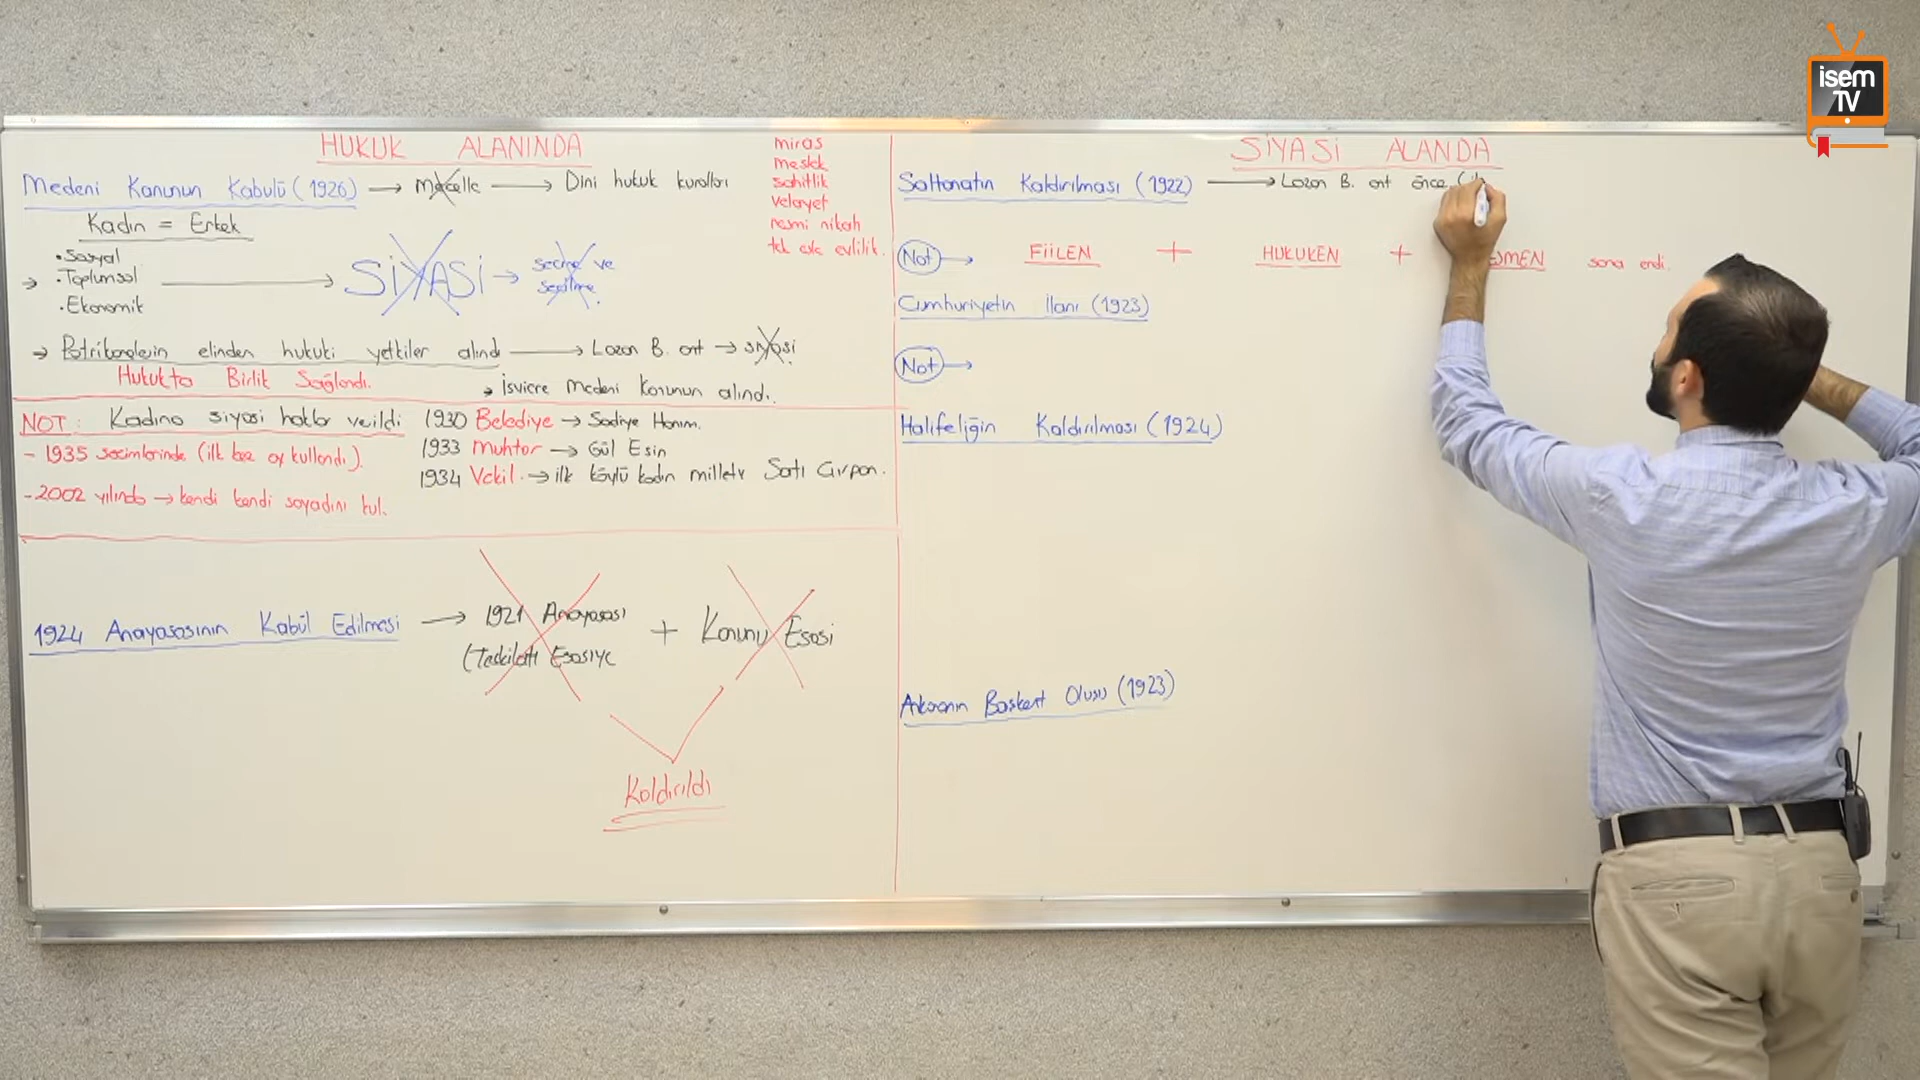 isem
TV
HUKUK ALANINDA
Medeni Kanunun Kabulü (1926) → Mecelle → Dini hukuk kuralları
Kadın = Erkek
→ • Sosyal
• Toplumsal
• Ekonomik
→ SİYASİ → seçme ve
seçilme.
miras
meslek
şahitlik
velayet
resmi nikah
tek eşle evlilik.
→ Patrikanelerin elinden hukuki yetkiler alındı → Lozan B. ant → siyasi
Hukukta Birlik Sağlandı.
→ İsviçre Medeni Kanunun alındı.
NOT: Kadına siyasi haklar verildi
- 1935 seçimlerinde (ilk kez oy kullandı).
- 2002 yılında → kendi kendi soyadını kul.
1930 Belediye → Sadiye Hanım.
1933 Muhtar → Gül Esin
1934 Vekil. → ilk köylü kadın milletv Satı Çırpan.
1924 Anayasasının Kabül Edilmesi → 1921 Anayasası
(Teşkilatı Esasiye
+ Kanunu Esasi
Kaldırıldı
SİYASİ ALANDA
Saltanatın Kaldırılması (1922) → Lozan B. ant önce
Not → FİİLEN + HUKUKEN + ESMEN sona erdi.
Cumhuriyetin İlanı (1923)
Not →
Halifeliğin Kaldırılması (1924)
Ankaranın Başkent Oluşu (1923)